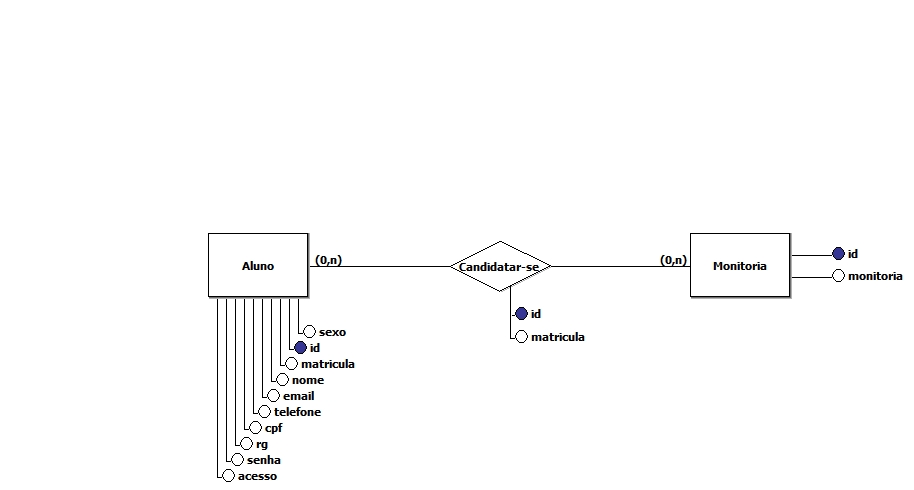 Aluno
(0,n)
Candidatar-se
(0,n)
Monitoria
id
monitoria
id
matricula
sexo
id
matricula
nome
email
telefone
cpf
rg
senha
acesso